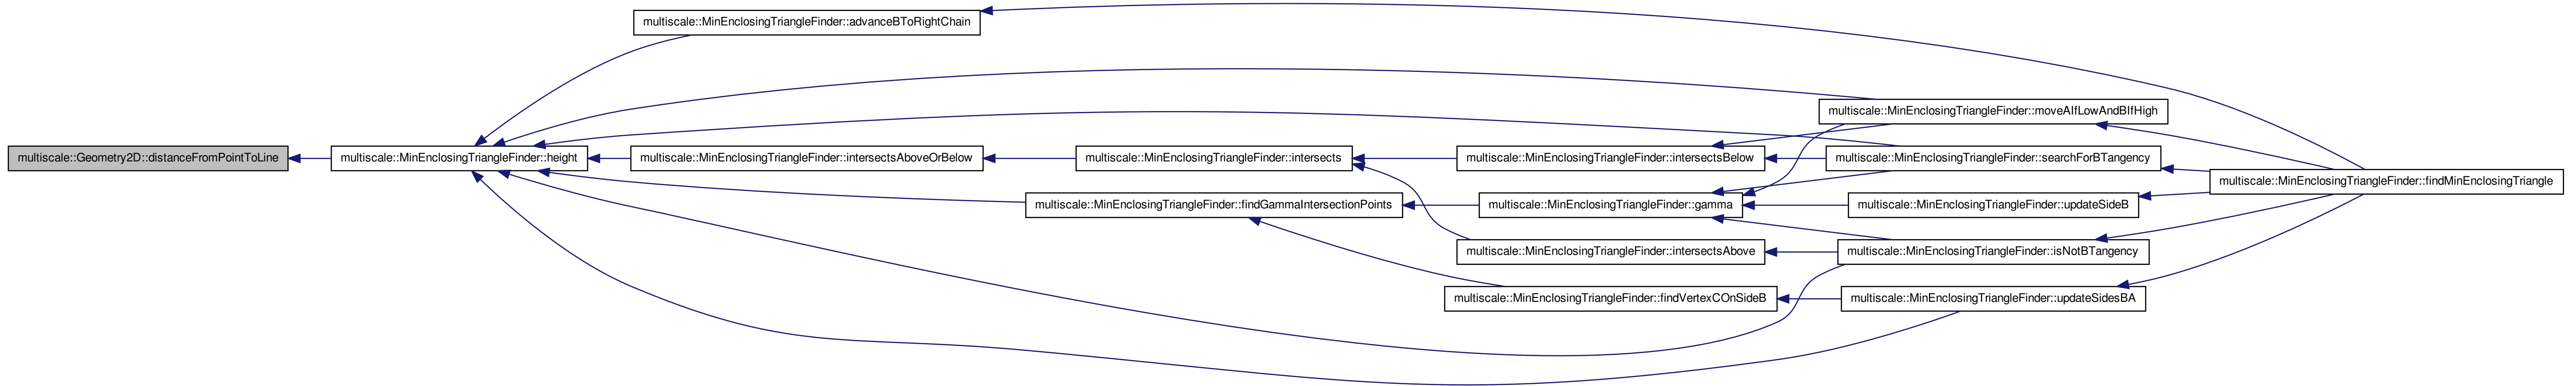 multiscale::Geometry2D::distanceFromPointToLine
multiscale::MinEnclosingTriangleFinder::height
multiscale::MinEnclosingTriangleFinder::advanceBToRightChain
multiscale::MinEnclosingTriangleFinder::intersectsAboveOrBelow
multiscale::MinEnclosingTriangleFinder::intersects
multiscale::MinEnclosingTriangleFinder::findGammaIntersectionPoints
multiscale::MinEnclosingTriangleFinder::intersectsBelow
multiscale::MinEnclosingTriangleFinder::gamma
multiscale::MinEnclosingTriangleFinder::intersectsAbove
multiscale::MinEnclosingTriangleFinder::findVertexCOnSideB
multiscale::MinEnclosingTriangleFinder::moveAIfLowAndBIfHigh
multiscale::MinEnclosingTriangleFinder::searchForBTangency
multiscale::MinEnclosingTriangleFinder::updateSideB
multiscale::MinEnclosingTriangleFinder::isNotBTangency
multiscale::MinEnclosingTriangleFinder::updateSidesBA
multiscale::MinEnclosingTriangleFinder::findMinEnclosingTriangle